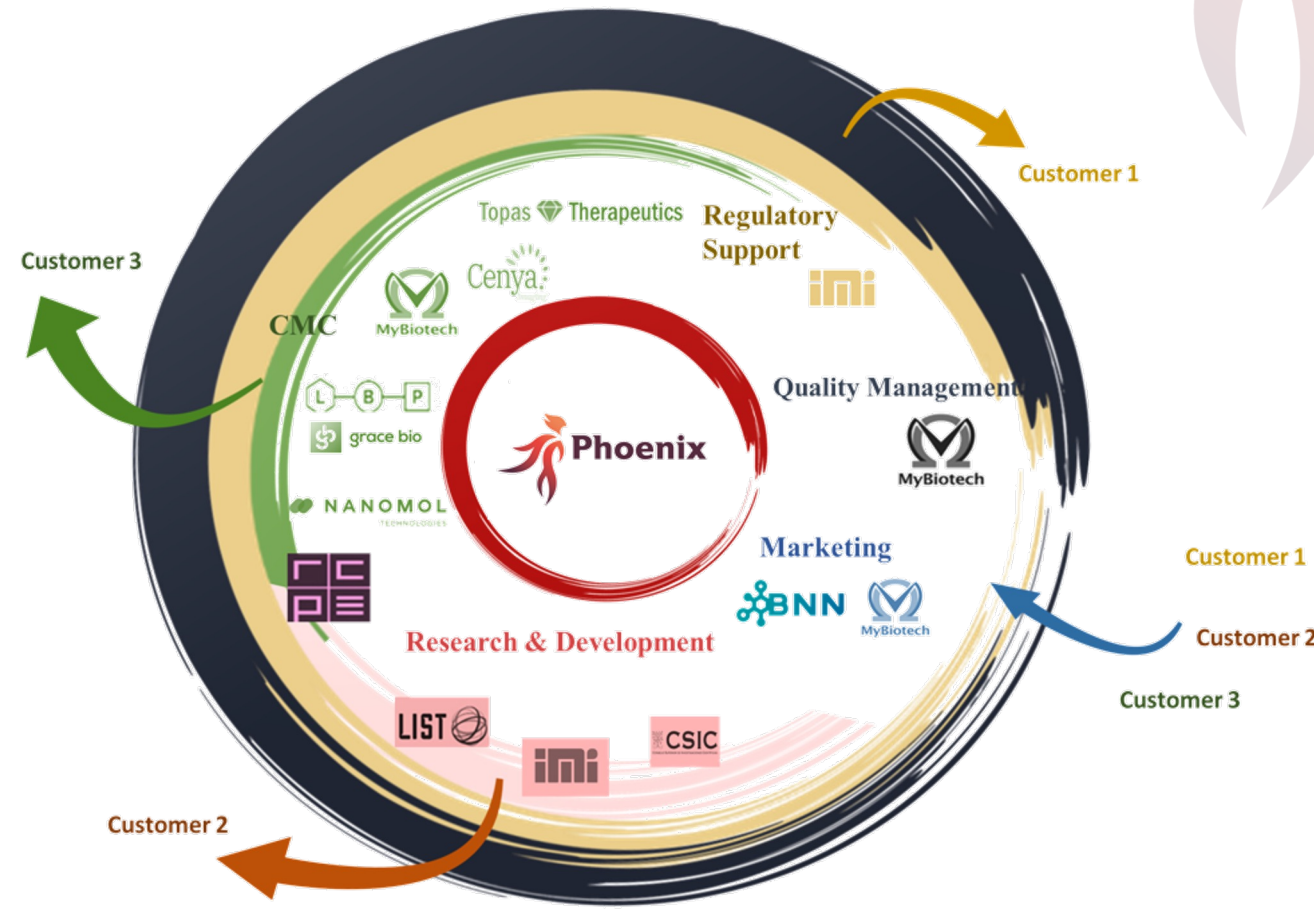 Customer 1
Topas Therapeutics
Regulatory
Support
Customer 3
Cenya
imi
CMC
MyBiotech
Quality Management
L B P
grace bio
Phoenix
MyBiotech
NANOMOL
TECHNOLOGIES
Marketing
Customer 1
rcpe
BNN
MyBiotech
Customer 2
Research & Development
Customer 3
LIST
CSIC
imi
Customer 2